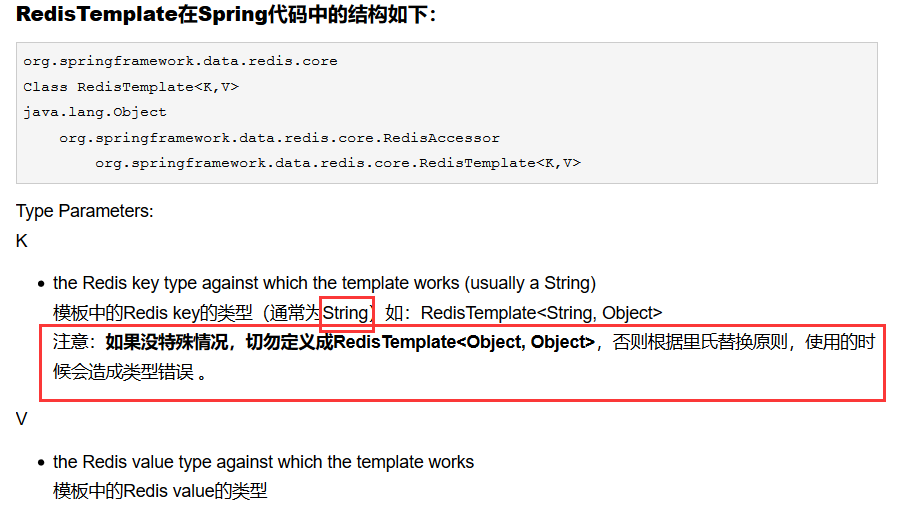 RedisTemplate在Spring代码中的结构如下：
org.springframework.data.redis.core
Class RedisTemplate<K,V>
java.lang.Object
org.springframework.data.redis.core.RedisAccessor
org.springframework.data.redis.core.RedisTemplate<K,V>
Type Parameters:
K
the Redis key type against which the template works (usually a String)
模板中的Redis key的类型（通常为String）如：RedisTemplate<String, Object>
注意：如果没特殊情况，切勿定义成RedisTemplate<Object, Object>，否则根据里氏替换原则，使用的时
候会造成类型错误 。
V
the Redis value type against which the template works
模板中的Redis value的类型